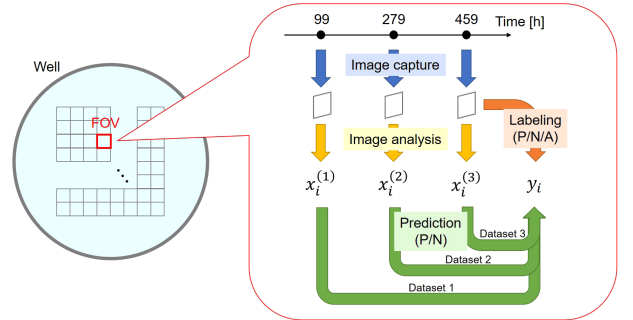 99 279 459 Time [h]
Well
Image capture
FOV
Labeling
(P/N/A)
Image analysis
x_i^{(1)} x_i^{(2)} x_i^{(3)} y_i
Prediction
(P/N)
Dataset 3
Dataset 2
Dataset 1